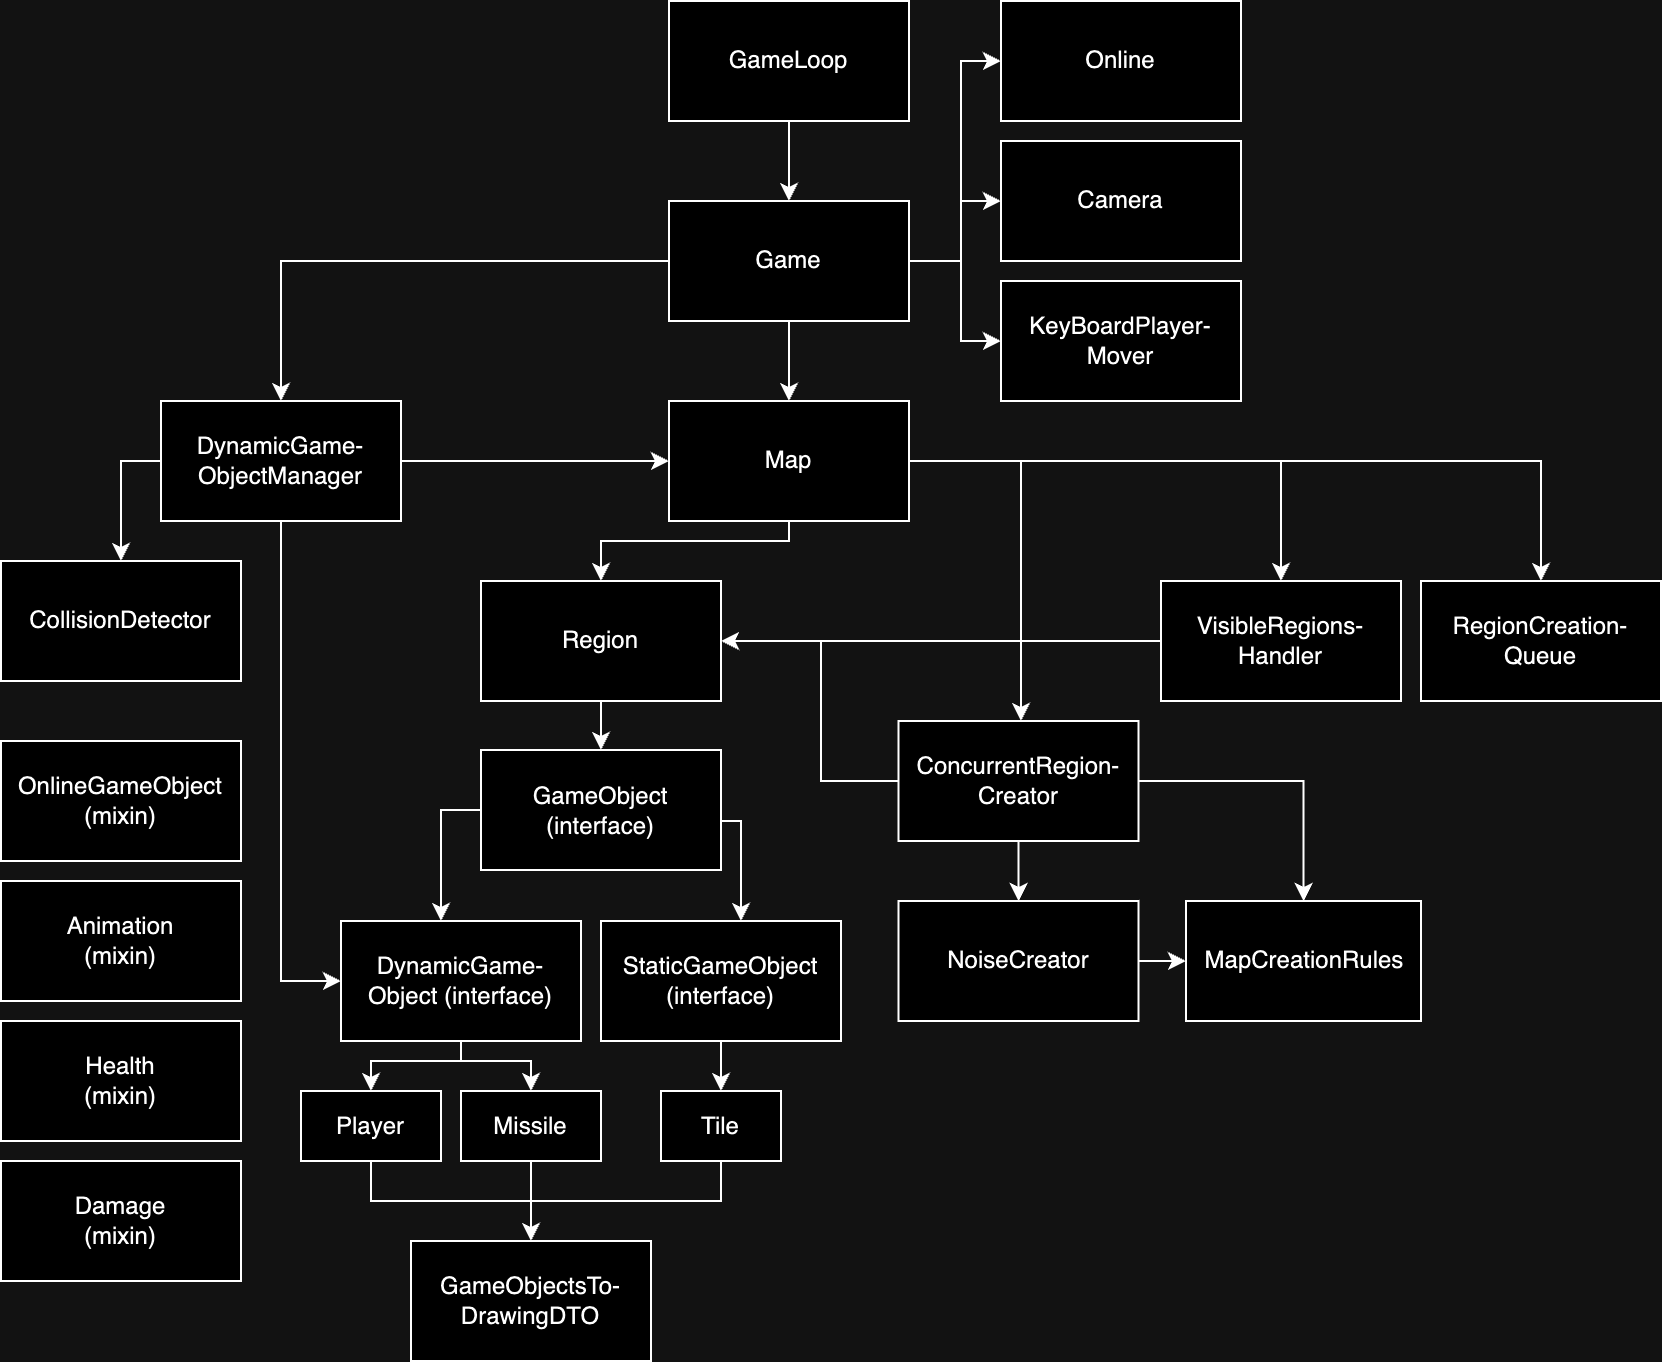 GameLoop
Online
Camera
Game
KeyBoardPlayer-
Mover
DynamicGame-
ObjectManager
Map
CollisionDetector
Region
VisibleRegions-
Handler
RegionCreation-
Queue
OnlineGameObject
(mixin)
GameObject
(interface)
ConcurrentRegion-
Creator
Animation
(mixin)
DynamicGame-
Object (interface)
StaticGameObject
(interface)
NoiseCreator
MapCreationRules
Health
(mixin)
Player
Missile
Tile
Damage
(mixin)
GameObjectsTo-
DrawingDTO